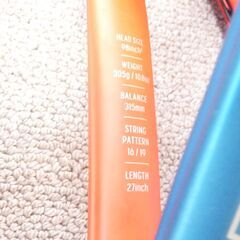 HEAD SIZE
98inch²
WEIGHT
305g / 10.8oz
BALANCE
315mm
STRING
PATTERN
16 / 19
LENGTH
27inch